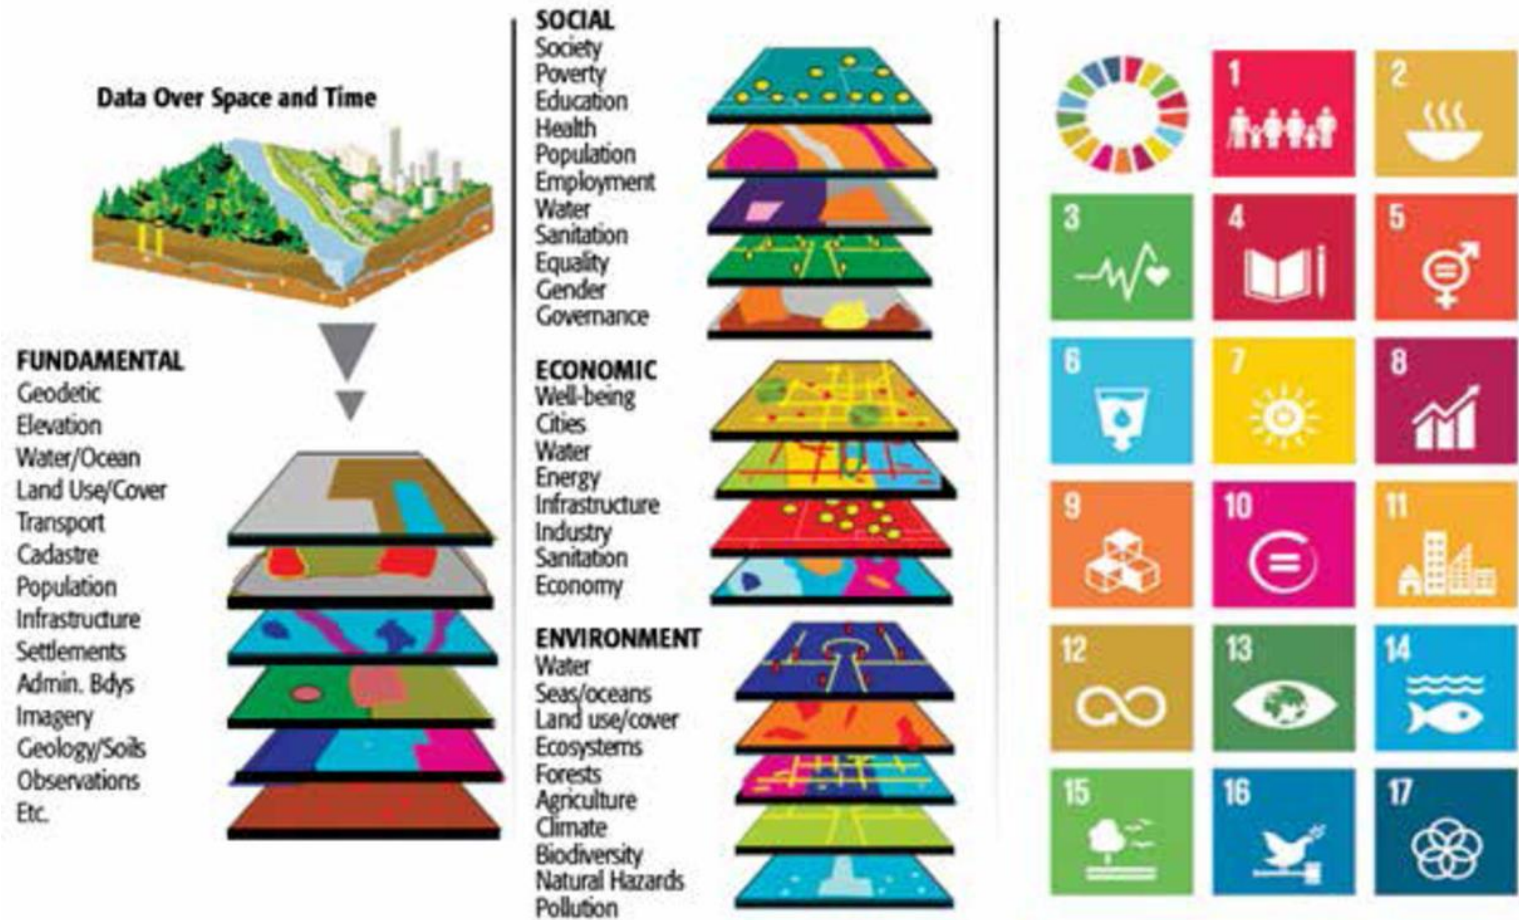 Data Over Space and Time
FUNDAMENTAL
Geodetic
Elevation
Water/Ocean
Land Use/Cover
Transport
Cadastre
Population
Infrastructure
Settlements
Admin. Bdys
Imagery
Geology/Soils
Observations
Etc.
SOCIAL
Society
Poverty
Education
Health
Population
Employment
Water
Sanitation
Equality
Gender
Governance
ECONOMIC
Well-being
Cities
Water
Energy
Infrastructure
Industry
Sanitation
Economy
ENVIRONMENT
Water
Seas/oceans
Land use/cover
Ecosystems
Forests
Agriculture
Climate
Biodiversity
Natural Hazards
Pollution
1
2
3
4
5
6
7
8
9
10
11
12
13
14
15
16
17